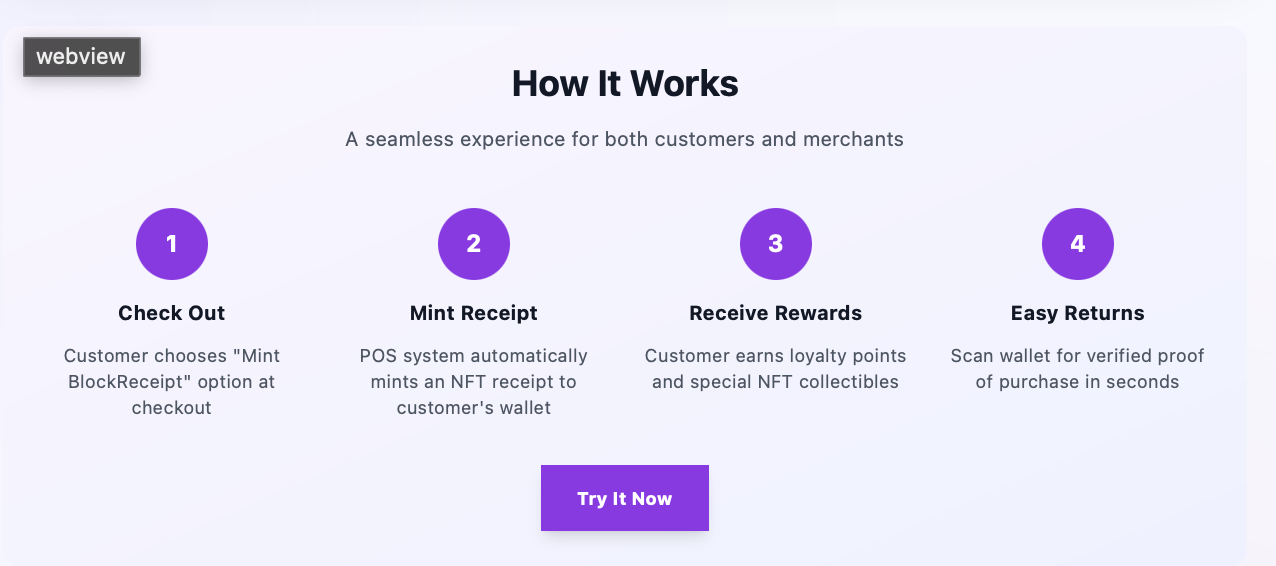 webview
How It Works
A seamless experience for both customers and merchants
1
Check Out
Customer chooses "Mint
BlockReceipt" option at
checkout
2
Mint Receipt
POS system automatically
mints an NFT receipt to
customer's wallet
3
Receive Rewards
Customer earns loyalty points
and special NFT collectibles
4
Easy Returns
Scan wallet for verified proof
of purchase in seconds
Try It Now